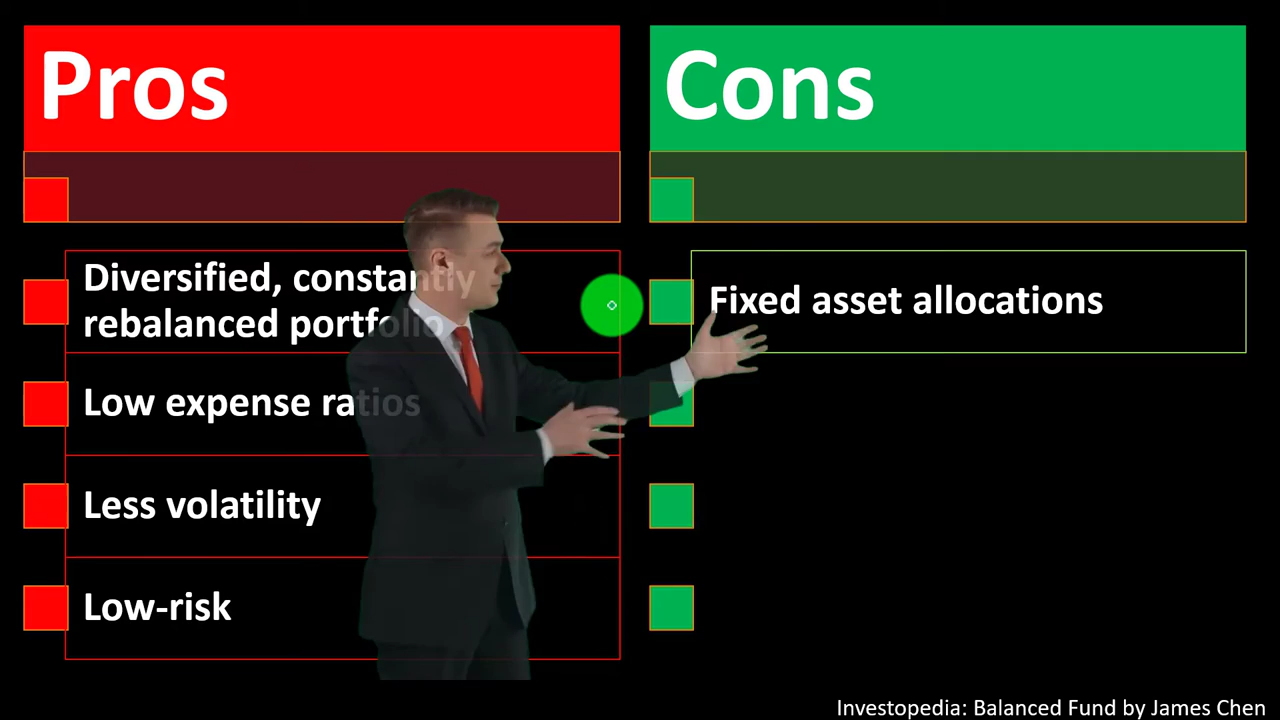 Pros
Cons
Diversified, constantly
rebalanced portfolio
Low expense ratios
Less volatility
Low-risk
Fixed asset allocations
Investopedia: Balanced Fund by James Chen